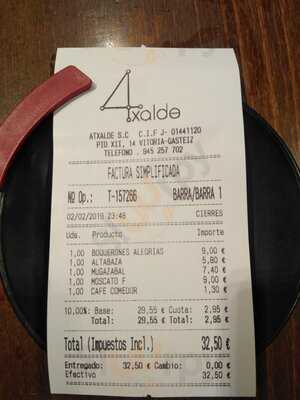 4txalde
ATXALDE S.C C.I.F J- 01441120
PIO XII, 14 VITORIA-GASTEIZ
TELEFONO . 945 257 702
FACTURA SIMPLIFICADA
NO Op.: T-157266 BARRA/BARRA 1
02/02/2019 23:46 CIERRES
Uds. Producto Importe
1,00 BOQUERONES ALEGRIAS 9,00 €
1,00 ALTABAZA 5,80 €
1,00 MUGAZABAL 7,40 €
1,00 MOSCATO F 9,00 €
1,00 CAFE COMEDOR 1,30 €
10,00%: Base: 29,55 Cuota: 2,95 €
Total: 29,55 € Total: 2,95 €
Total (Impuestos Incl.) 32,50 €
Entregado: 32,50 € Cambio: 0,00 €
Efectivo 32,50 €